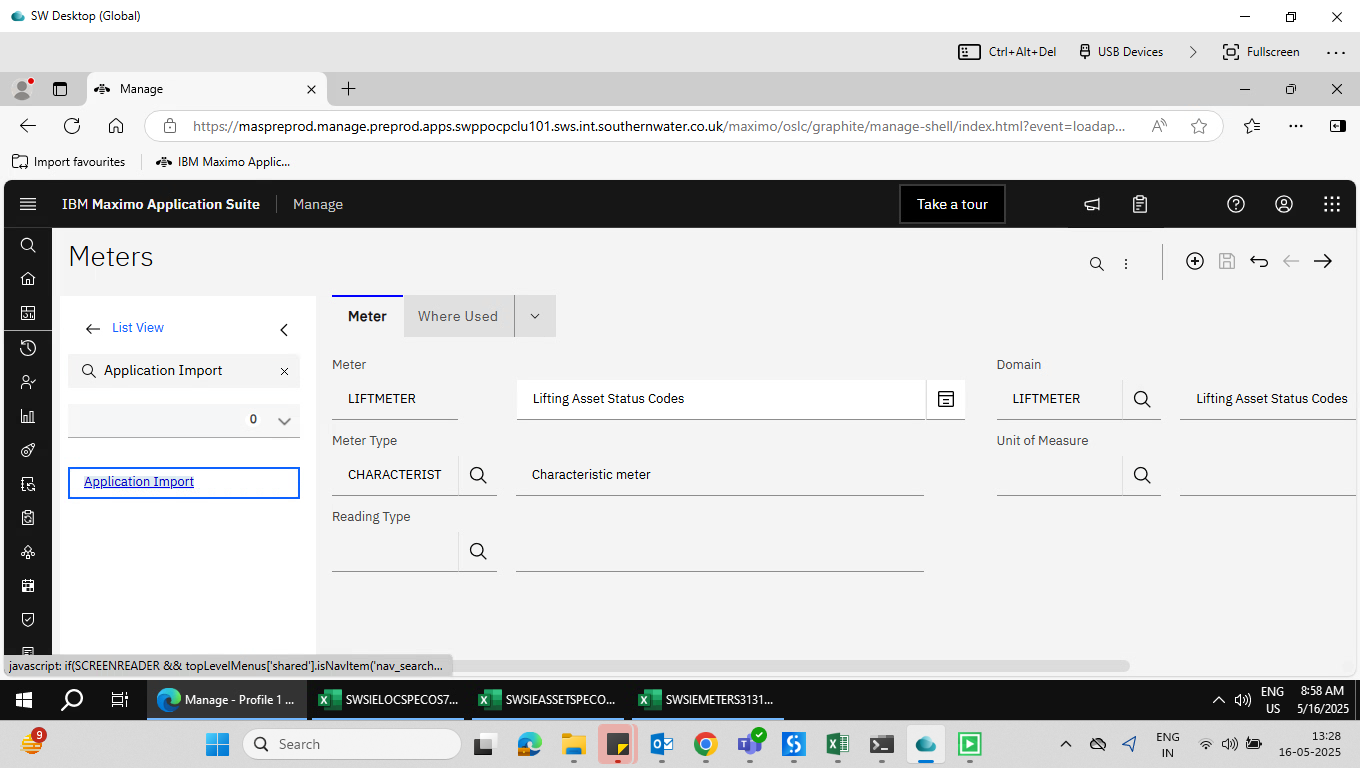 SW Desktop (Global)
Ctrl+Alt+Del
USB Devices
Fullscreen
Manage
https://maspreprod.manage.preprod.apps.swppocpclu101.sws.int.southernwater.co.uk/maximo/oslc/graphite/manage-shell/index.html?event=loadap...
Import favourites
IBM Maximo Applic...
IBM Maximo Application Suite
Manage
Take a tour
Meters
List View
Application Import
0
Application Import
Meter
Where Used
Meter
LIFTMETER
Lifting Asset Status Codes
Domain
LIFTMETER
Lifting Asset Status Codes
Meter Type
CHARACTERIST
Characteristic meter
Unit of Measure
Reading Type
javascript: if(SCREENREADER && topLevelMenus['shared'].isNavItem('nav_search...
Manage - Profile 1 ...
SWSIELOCSPECOS7...
SWSIEASSETSPECO...
SWSIEMETERS3131...
ENG
US
8:58 AM
5/16/2025
9
Search
ENG
IN
13:28
16-05-2025